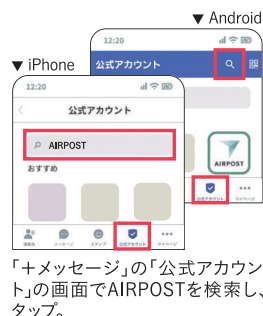 ▼ Android
12:20
公式アカウント
▼ iPhone
12:20
公式アカウント
AIRPOST
おすすめ
AIRPOST
連絡先 メッセージ スタンプ 公式アカウント マイページ
公式アカウント マイページ
「+メッセージ」の「公式アカウン
ト」の画面でAIRPOSTを検索し、
タップ。